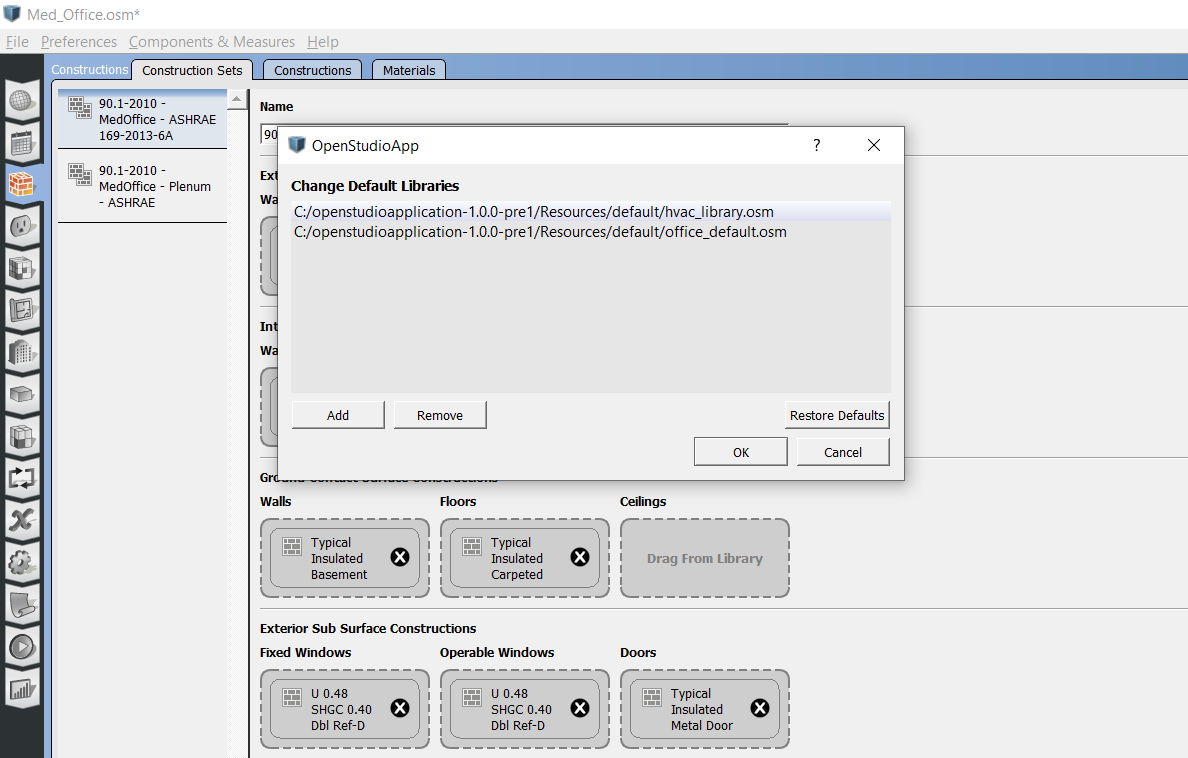 Med_Office.osm*
File Preferences Components & Measures Help
Constructions Construction Sets Constructions Materials
90.1-2010 -
MedOffice - ASHRAE
169-2013-6A
90.1-2010 -
MedOffice - Plenum
- ASHRAE
Name
90
Ext
Wa
Int
Wa
OpenStudioApp
?
Change Default Libraries
C:/openstudioapplication-1.0.0-pre1/Resources/default/hvac_library.osm
C:/openstudioapplication-1.0.0-pre1/Resources/default/office_default.osm
Add Remove Restore Defaults
OK Cancel
Ground Contact Surface Constructions
Walls Floors Ceilings
Typical
Insulated
Basement
Typical
Insulated
Carpeted
Drag From Library
Exterior Sub Surface Constructions
Fixed Windows Operable Windows Doors
U 0.48
SHGC 0.40
Dbl Ref-D
U 0.48
SHGC 0.40
Dbl Ref-D
Typical
Insulated
Metal Door